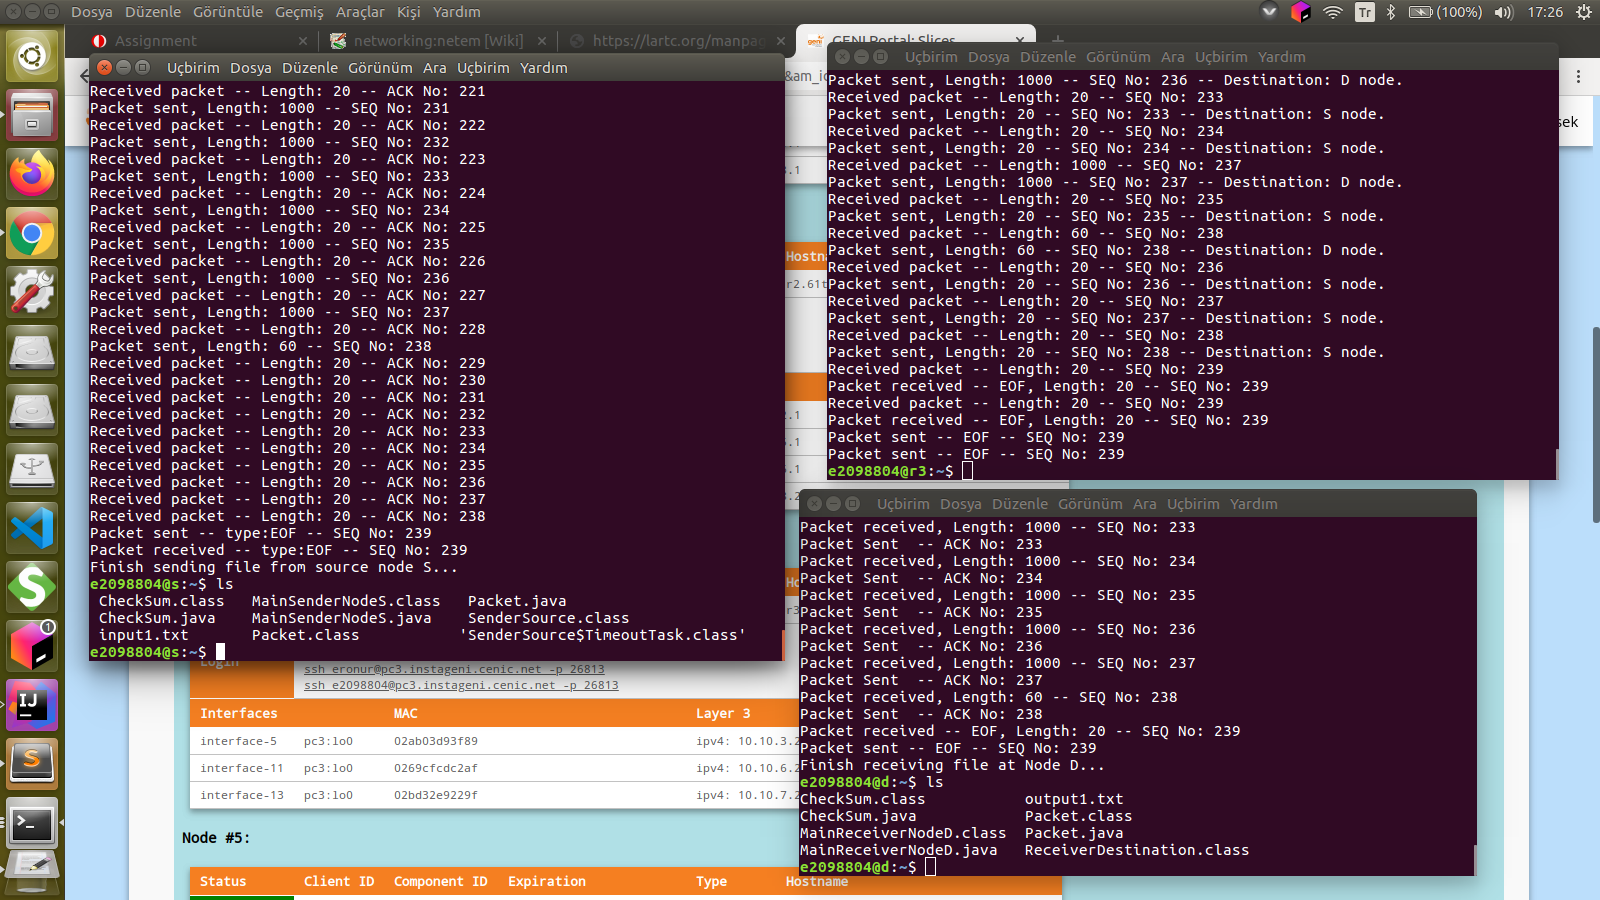 Dosya Düzenle Görüntüle Geçmiş Araçlar Kişi Yardım
Tr (100%) 17:26
Assignment
networking:netem [Wiki]
https://lartc.org/manpag
GENI Portal: Slices
&am_ic
sek
Uçbirim Dosya Düzenle Görünüm Ara Uçbirim Yardım
Received packet -- Length: 20 -- ACK No: 221
Packet sent, Length: 1000 -- SEQ No: 231
Received packet -- Length: 20 -- ACK No: 222
Packet sent, Length: 1000 -- SEQ No: 232
Received packet -- Length: 20 -- ACK No: 223
Packet sent, Length: 1000 -- SEQ No: 233
Received packet -- Length: 20 -- ACK No: 224
Packet sent, Length: 1000 -- SEQ No: 234
Received packet -- Length: 20 -- ACK No: 225
Packet sent, Length: 1000 -- SEQ No: 235
Received packet -- Length: 20 -- ACK No: 226
Packet sent, Length: 1000 -- SEQ No: 236
Received packet -- Length: 20 -- ACK No: 227
Packet sent, Length: 1000 -- SEQ No: 237
Received packet -- Length: 20 -- ACK No: 228
Packet sent, Length: 60 -- SEQ No: 238
Received packet -- Length: 20 -- ACK No: 229
Received packet -- Length: 20 -- ACK No: 230
Received packet -- Length: 20 -- ACK No: 231
Received packet -- Length: 20 -- ACK No: 232
Received packet -- Length: 20 -- ACK No: 233
Received packet -- Length: 20 -- ACK No: 234
Received packet -- Length: 20 -- ACK No: 235
Received packet -- Length: 20 -- ACK No: 236
Received packet -- Length: 20 -- ACK No: 237
Received packet -- Length: 20 -- ACK No: 238
Packet sent -- type:EOF -- SEQ No: 239
Packet received -- type:EOF -- SEQ No: 239
Finish sending file from source node S...
e2098804@s:~$ ls
CheckSum.class MainSenderNodeS.class Packet.java
CheckSum.java MainSenderNodeS.java SenderSource.class
input1.txt Packet.class 'SenderSource$TimeoutTask.class'
e2098804@s:~$
Uçbirim Dosya Düzenle Görünüm Ara Uçbirim Yardım
Packet sent, Length: 1000 -- SEQ No: 236 -- Destination: D node.
Received packet -- Length: 20 -- SEQ No: 233
Packet sent, Length: 20 -- SEQ No: 233 -- Destination: S node.
Received packet -- Length: 20 -- SEQ No: 234
Packet sent, Length: 20 -- SEQ No: 234 -- Destination: S node.
Received packet -- Length: 1000 -- SEQ No: 237
Packet sent, Length: 1000 -- SEQ No: 237 -- Destination: D node.
Received packet -- Length: 20 -- SEQ No: 235
Packet sent, Length: 20 -- SEQ No: 235 -- Destination: S node.
Received packet -- Length: 60 -- SEQ No: 238
Packet sent, Length: 60 -- SEQ No: 238 -- Destination: D node.
Received packet -- Length: 20 -- SEQ No: 236
Packet sent, Length: 20 -- SEQ No: 236 -- Destination: S node.
Received packet -- Length: 20 -- SEQ No: 237
Packet sent, Length: 20 -- SEQ No: 237 -- Destination: S node.
Received packet -- Length: 20 -- SEQ No: 238
Packet sent, Length: 20 -- SEQ No: 238 -- Destination: S node.
Received packet -- Length: 20 -- SEQ No: 239
Packet received -- EOF, Length: 20 -- SEQ No: 239
Received packet -- Length: 20 -- SEQ No: 239
Packet received -- EOF, Length: 20 -- SEQ No: 239
Packet sent -- EOF -- SEQ No: 239
Packet sent -- EOF -- SEQ No: 239
e2098804@r3:~$
Uçbirim Dosya Düzenle Görünüm Ara Uçbirim Yardım
Packet received, Length: 1000 -- SEQ No: 233
Packet Sent -- ACK No: 233
Packet received, Length: 1000 -- SEQ No: 234
Packet Sent -- ACK No: 234
Packet received, Length: 1000 -- SEQ No: 235
Packet Sent -- ACK No: 235
Packet received, Length: 1000 -- SEQ No: 236
Packet Sent -- ACK No: 236
Packet received, Length: 1000 -- SEQ No: 237
Packet Sent -- ACK No: 237
Packet received, Length: 60 -- SEQ No: 238
Packet Sent -- ACK No: 238
Packet received -- EOF, Length: 20 -- SEQ No: 239
Packet sent -- EOF -- SEQ No: 239
Finish receiving file at Node D...
e2098804@d:~$ ls
CheckSum.class output1.txt
CheckSum.java Packet.class
MainReceiverNodeD.class Packet.java
MainReceiverNodeD.java ReceiverDestination.class
e2098804@d:~$
3.1
Hostn
r2.61t
2.1
5.1
5.1
3.2
Ho
r3
Login
ssh eronur@pc3.instageni.cenic.net -p 26813
ssh e2098804@pc3.instageni.cenic.net -p 26813
Interfaces MAC Layer 3
interface-5 pc3:lo0 02ab03d93f89 ipv4: 10.10.3.2
interface-11 pc3:lo0 0269cfcdc2af ipv4: 10.10.6.2
interface-13 pc3:lo0 02bd32e9229f ipv4: 10.10.7.2
Node #5:
Status Client ID Component ID Expiration Type Hostname